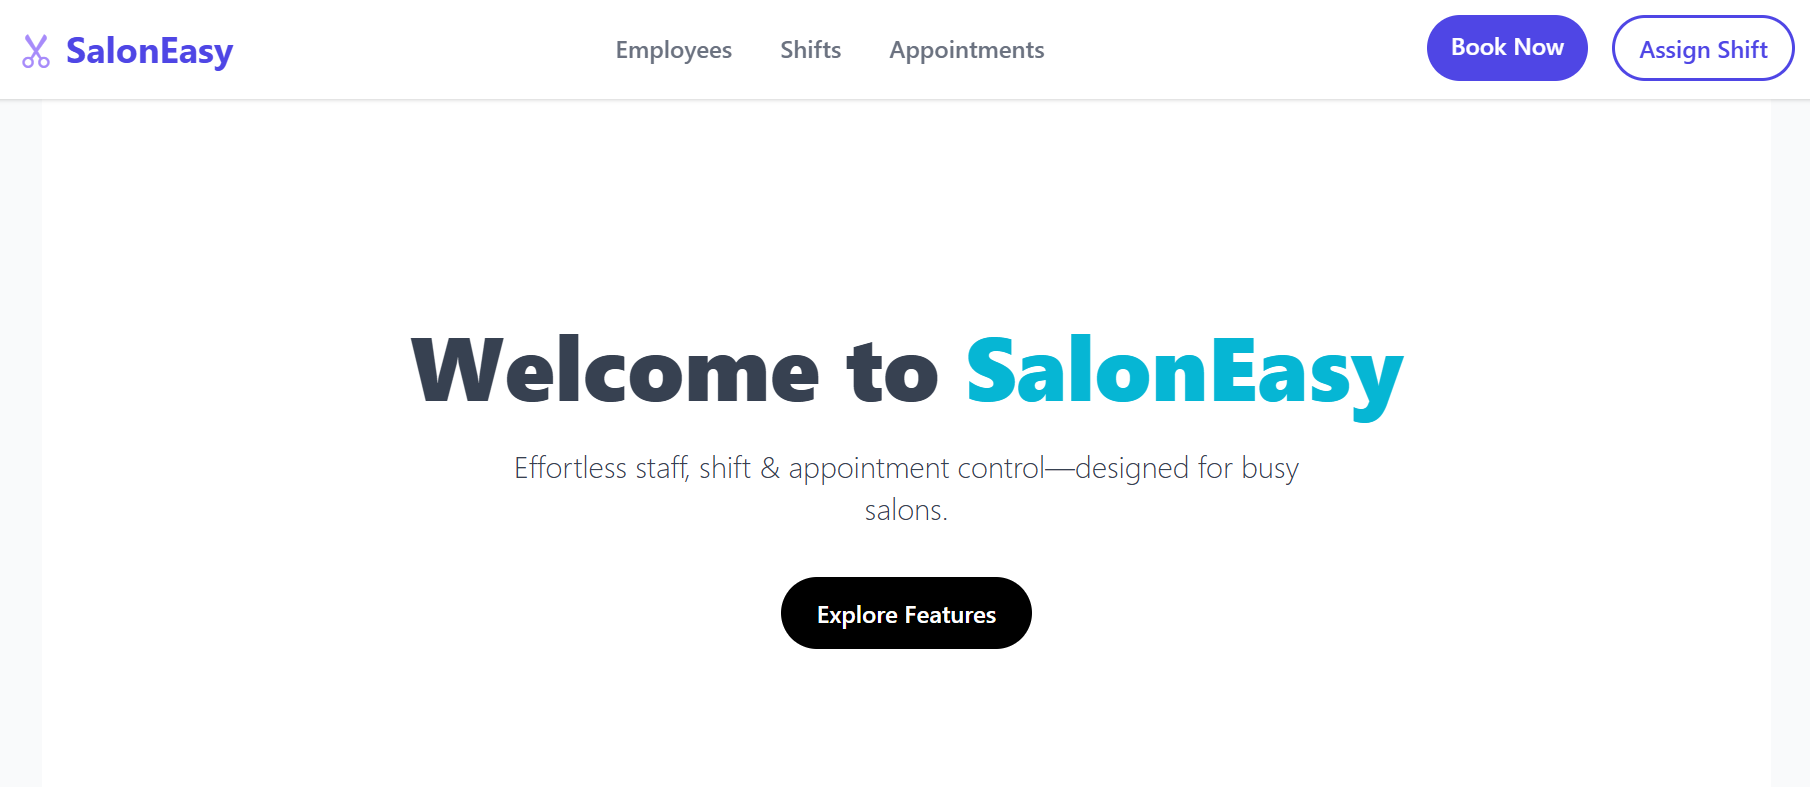 SalonEasy
Employees
Shifts
Appointments
Book Now
Assign Shift
Welcome to SalonEasy
Effortless staff, shift & appointment control—designed for busy
salons.
Explore Features